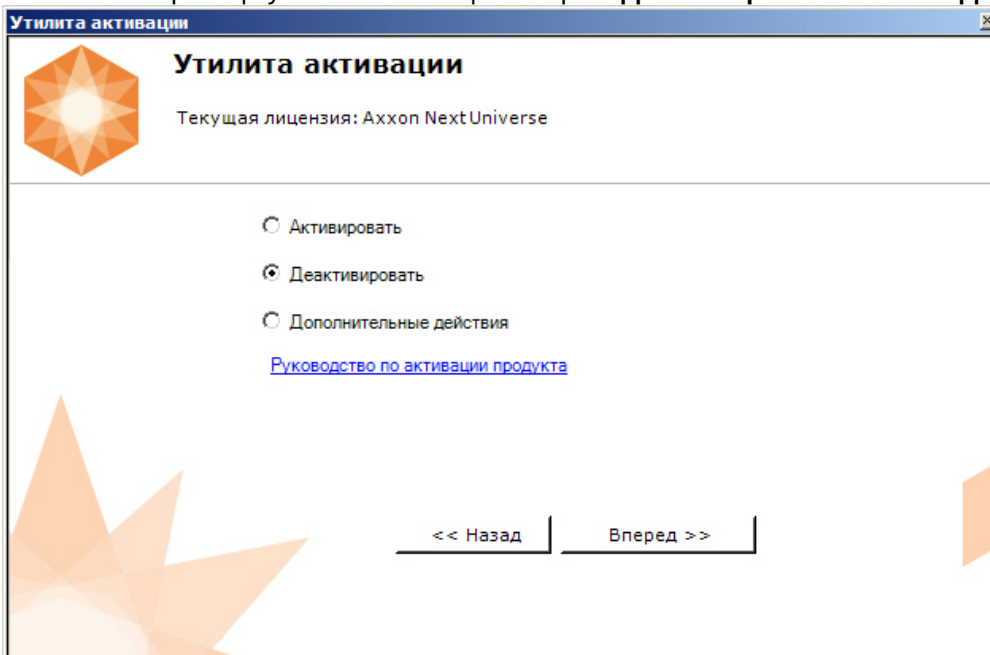 Утилита активации
Утилита активации
Текущая лицензия: Axxon Next Universe
Активировать
Деактивировать
Дополнительные действия
Руководство по активации продукта
<< Назад
Вперед >>